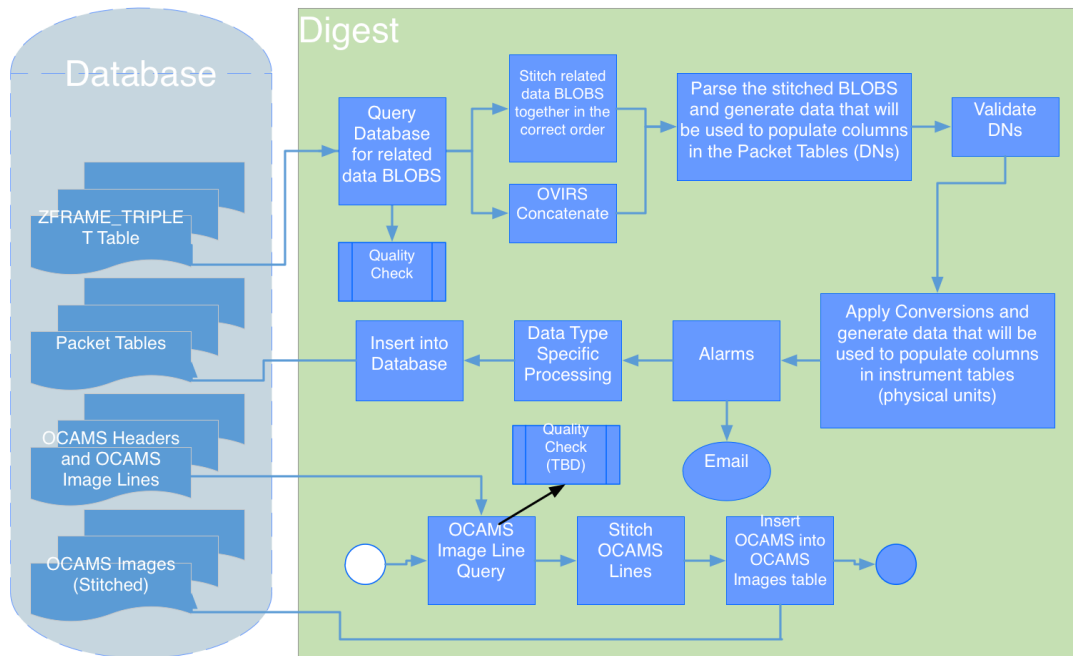 Digest
Database
Query
Database
for related
data BLOBS
Stitch related
data BLOBS
together in the
correct order
Parse the stitched BLOBS
and generate data that will
be used to populate columns
in the Packet Tables (DNs)
Validate
DNs
OVIRS
Concatenate
Quality
Check
ZFRAME_TRIPLE
T Table
Packet Tables
Insert into
Database
Data Type
Specific
Processing
Alarms
Apply Conversions and
generate data that will be
used to populate columns
in instrument tables
(physical units)
Email
Quality
Check
(TBD)
OCAMS Headers
and OCAMS
Image Lines
OCAMS Images
(Stitched)
OCAMS
Image Line
Query
Stitch
OCAMS
Lines
Insert
OCAMS into
OCAMS
Images table